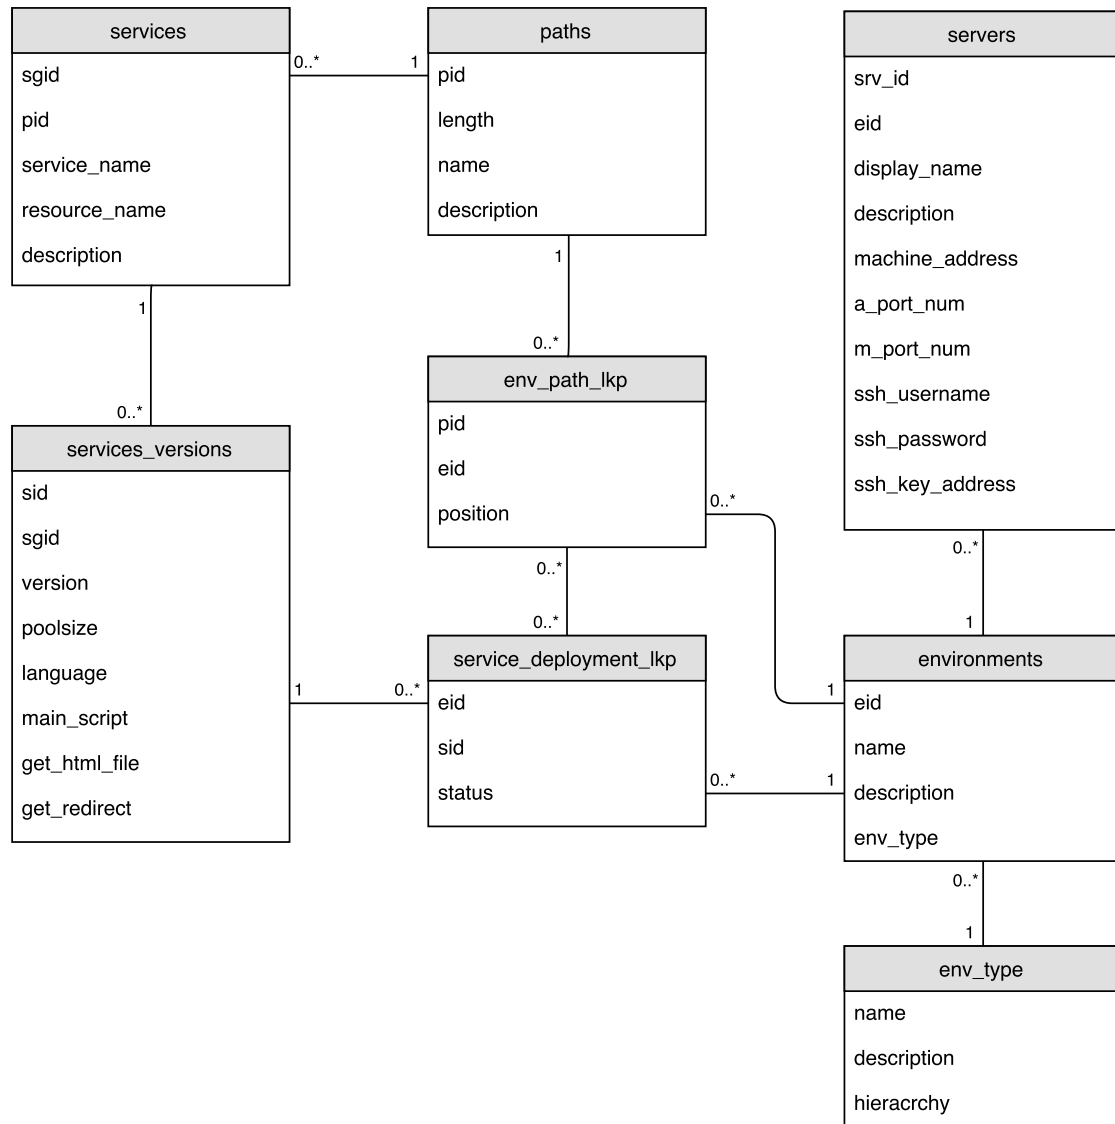 services
sgid
pid
service_name
resource_name
description
0..*
1
paths
pid
length
name
description
servers
srv_id
eid
display_name
description
machine_address
a_port_num
m_port_num
ssh_username
ssh_password
ssh_key_address
1
0..*
1
0..*
services_versions
sid
sgid
version
poolsize
language
main_script
get_html_file
get_redirect
env_path_lkp
pid
eid
position
0..*
0..*
0..*
0..*
1
service_deployment_lkp
eid
sid
status
1
0..*
1
0..*
1
environments
eid
name
description
env_type
0..*
1
env_type
name
description
hieracrchy